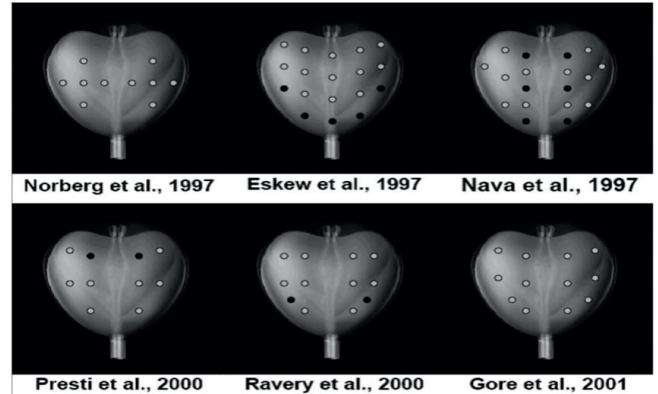 Norberg et al., 1997 Eskew et al., 1997 Nava et al., 1997
Presti et al., 2000 Ravery et al., 2000 Gore et al., 2001